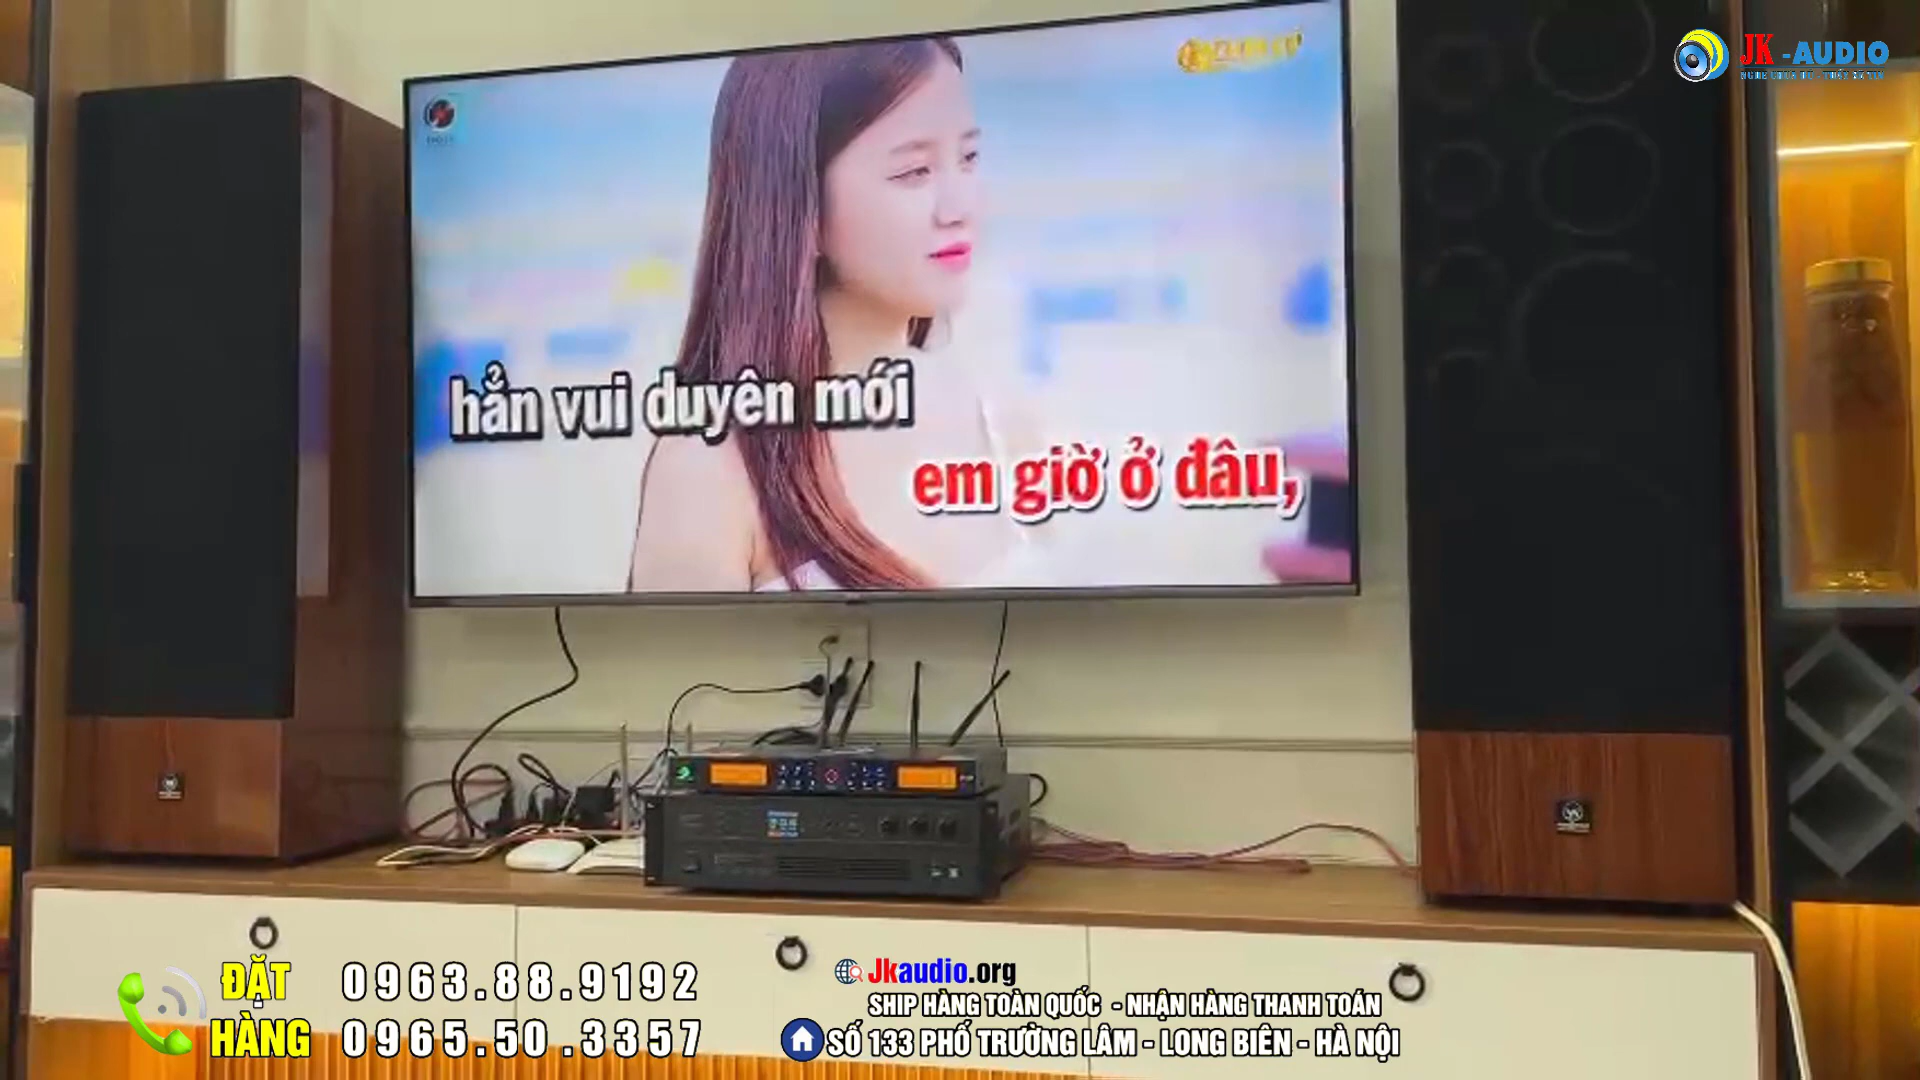 JK -AUDIO
hẳn vui duyên mới
em giờ ở đâu,
ĐẶT
HÀNG
0963.88.9192
0965.50.3357
Jkaudio.org
SHIP HÀNG TOÀN QUỐC - NHẬN HÀNG THANH TOÁN
SỐ 133 PHỐ TRƯỜNG LÂM - LONG BIÊN - HÀ NỘI